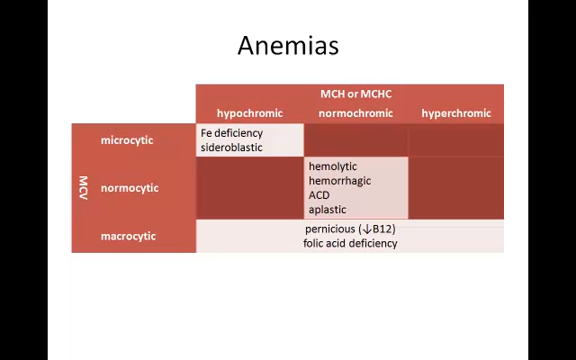 Anemias
MCH or MCHC
hypochromic normochromic hyperchromic
microcytic
Fe deficiency
sideroblastic
MCV
normocytic
hemolytic
hemorrhagic
ACD
aplastic
macrocytic
pernicious (↓B12)
folic acid deficiency